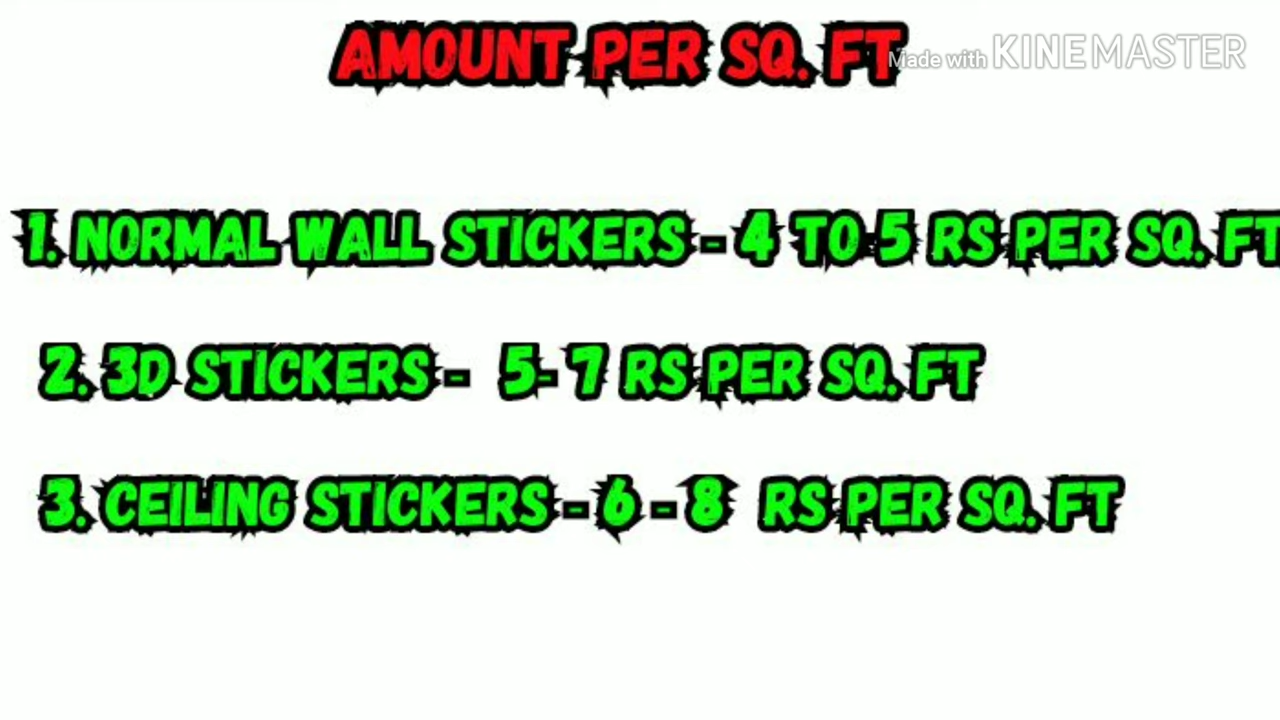 AMOUNT PER SQ. FT
Made with KINEMASTER
1. NORMAL WALL STICKERS - 4 TO 5 RS PER SQ. FT
2. 3D STICKERS - 5- 7 RS PER SQ. FT
3. CEILING STICKERS - 6 - 8 RS PER SQ. FT